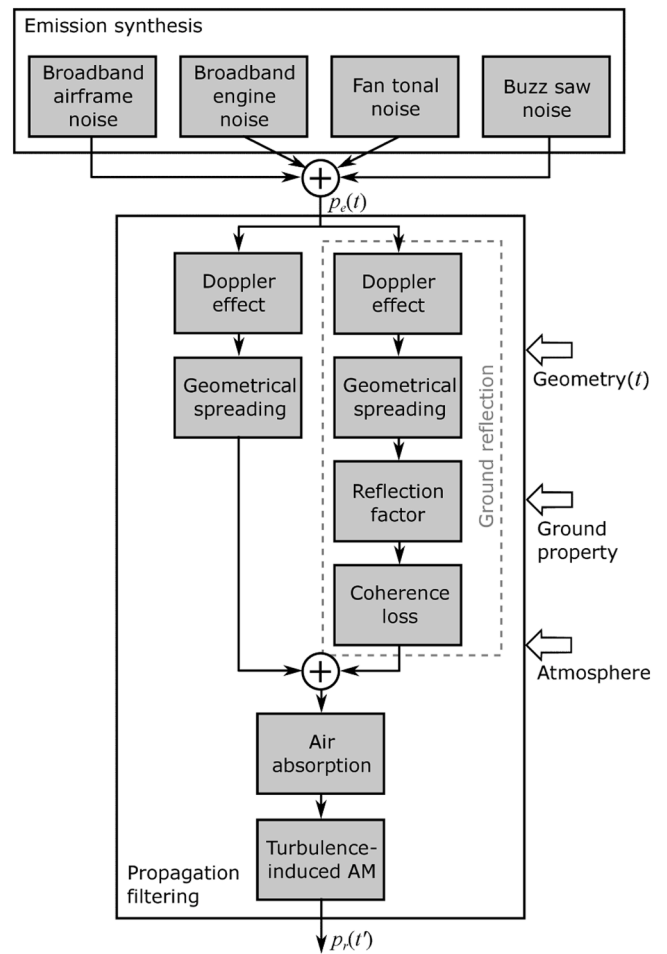 Emission synthesis
Broadband
airframe
noise
Broadband
engine
noise
Fan tonal
noise
Buzz saw
noise
+
pe(t)
Doppler
effect
Doppler
effect
Geometrical
spreading
Geometrical
spreading
Reflection
factor
Coherence
loss
Ground reflection
Geometry(t)
Ground
property
Atmosphere
+
Air
absorption
Turbulence-
induced AM
Propagation
filtering
pr(t′)